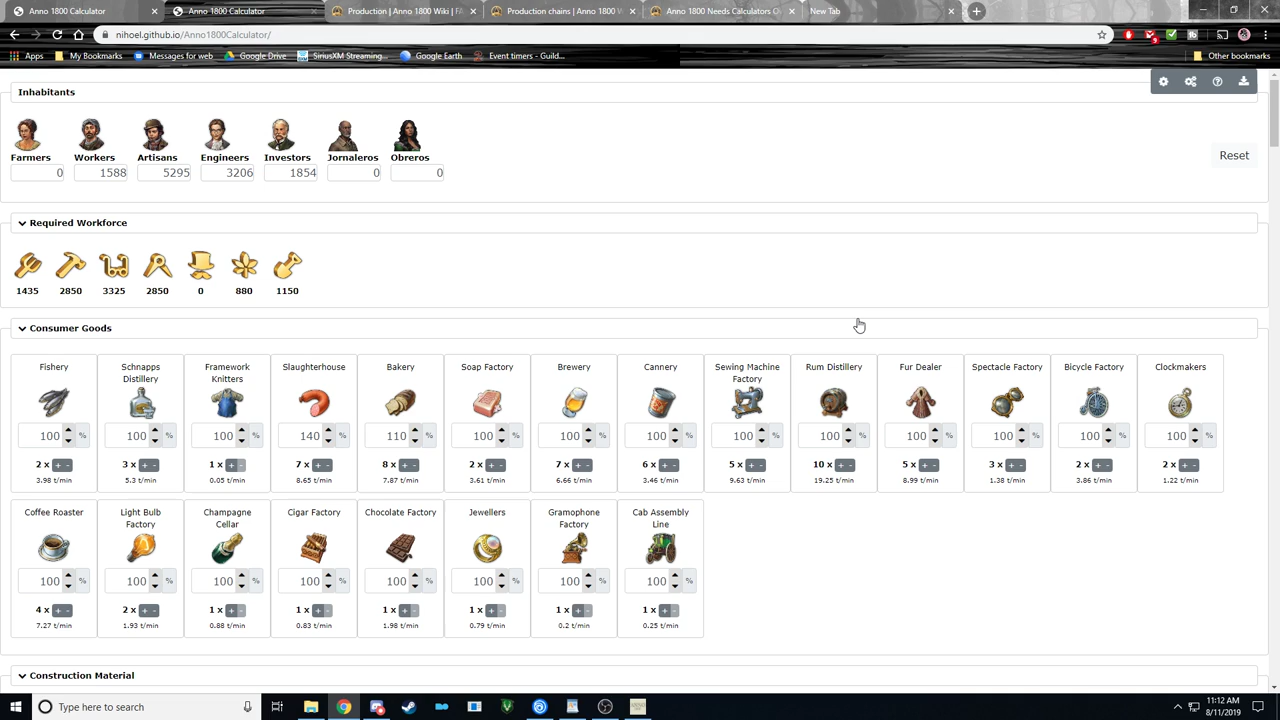 Anno 1800 Calculator
Anno 1800 Calculator
Production | Anno 1800 Wiki | F
Production chains | Anno 1800 W
Anno 1800 Needs Calculators
New Tab
nihoel.github.io/Anno1800Calculator/
Apps My Bookmarks Messages for web Google Drive SiriusXM Streaming... Google Earth Event timers - Guild... Other bookmarks
Inhabitants
Farmers Workers Artisans Engineers Investors Jornaleros Obreros
0 1588 5295 3206 1854 0 0
Reset
Required Workforce
1435 2850 3325 2850 0 880 1150
Consumer Goods
Fishery Schnapps Distillery Framework Knitters Slaughterhouse Bakery Soap Factory Brewery Cannery Sewing Machine Factory Rum Distillery Fur Dealer Spectacle Factory Bicycle Factory Clockmakers
100 % 100 % 100 % 140 % 110 % 100 % 100 % 100 % 100 % 100 % 100 % 100 % 100 % 100 %
2 x + - 3 x + - 1 x + - 7 x + - 8 x + - 2 x + - 7 x + - 6 x + - 5 x + - 10 x + - 5 x + - 3 x + - 2 x + - 2 x + -
3.98 t/min 5.3 t/min 0.05 t/min 8.65 t/min 7.87 t/min 3.61 t/min 6.66 t/min 3.46 t/min 9.63 t/min 19.25 t/min 8.99 t/min 1.38 t/min 3.86 t/min 1.22 t/min
Coffee Roaster Light Bulb Factory Champagne Cellar Cigar Factory Chocolate Factory Jewellers Gramophone Factory Cab Assembly Line
100 % 100 % 100 % 100 % 100 % 100 % 100 % 100 %
4 x + - 2 x + - 1 x + - 1 x + - 1 x + - 1 x + - 1 x + - 1 x + -
7.27 t/min 1.93 t/min 0.88 t/min 0.83 t/min 1.98 t/min 0.79 t/min 0.2 t/min 0.25 t/min
Construction Material
Type here to search
11:12 AM
8/11/2019